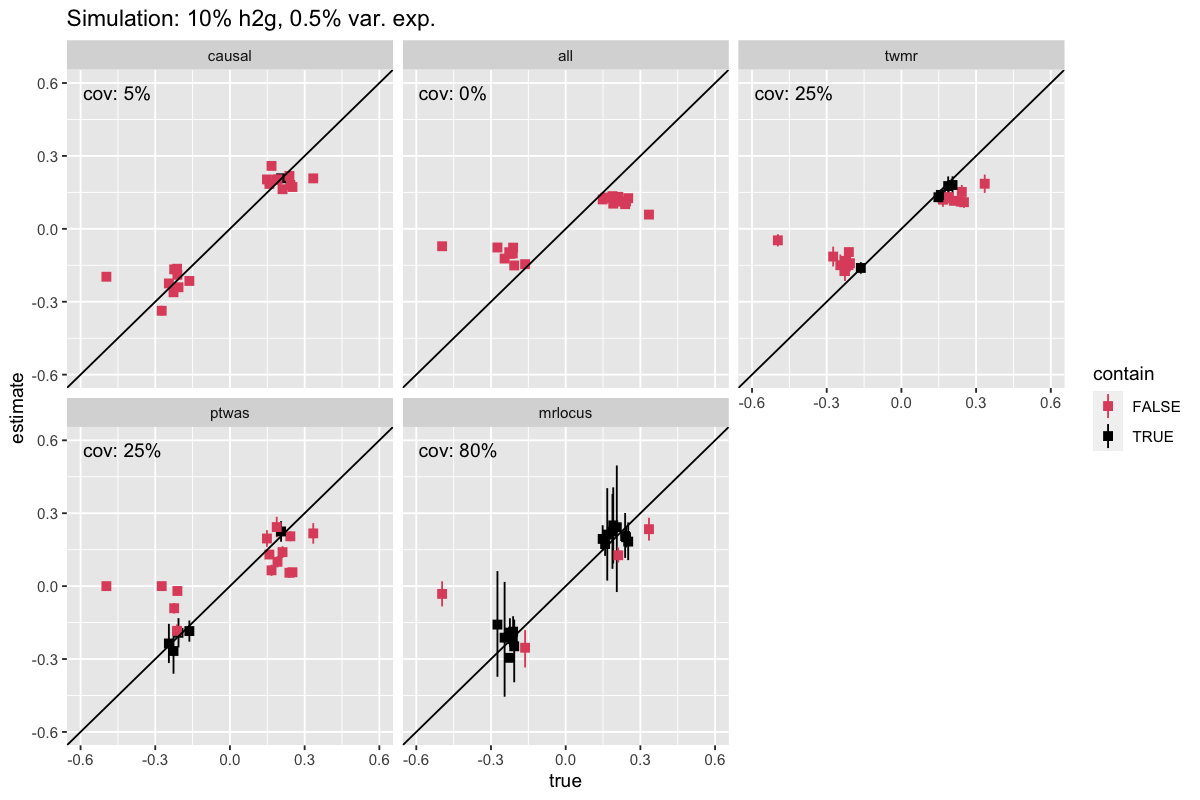 Simulation: 10% h2g, 0.5% var. exp.
causal
all
twmr
cov: 5%
cov: 0%
cov: 25%
0.6
0.3
0.0
-0.3
-0.6
-0.6 -0.3 0.0 0.3 0.6
ptwas
mrlocus
cov: 25%
cov: 80%
0.6
0.3
0.0
-0.3
-0.6
-0.6 -0.3 0.0 0.3 0.6
-0.6 -0.3 0.0 0.3 0.6
estimate
true
contain
FALSE
TRUE